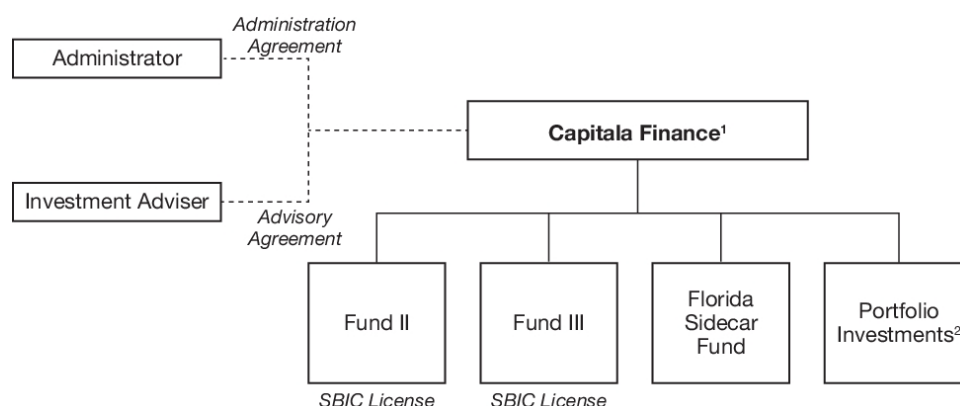 Administration
Agreement
Administrator
Capitala Finance¹
Investment Adviser
Advisory
Agreement
Fund II
Fund III
Florida
Sidecar
Fund
Portfolio
Investments²
SBIC License
SBIC License